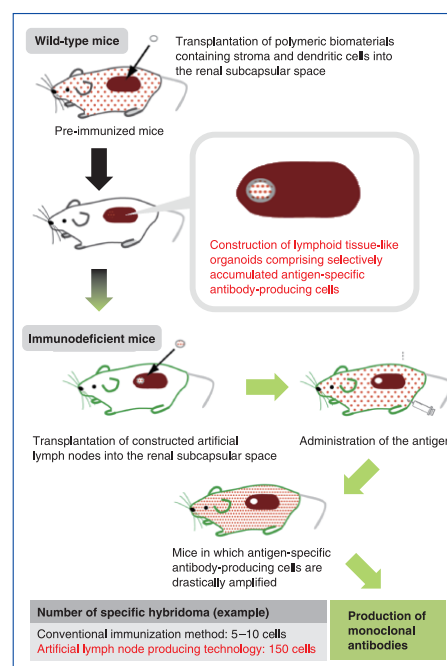 Wild-type mice
Transplantation of polymeric biomaterials
containing stroma and dendritic cells into
the renal subcapsular space
Pre-immunized mice
Construction of lymphoid tissue-like
organoids comprising selectively
accumulated antigen-specific
antibody-producing cells
Immunodeficient mice
Transplantation of constructed artificial
lymph nodes into the renal subcapsular space
Administration of the antigen
Mice in which antigen-specific
antibody-producing cells are
drastically amplified
Number of specific hybridoma (example)
Conventional immunization method: 5–10 cells
Artificial lymph node producing technology: 150 cells
Production of
monoclonal
antibodies